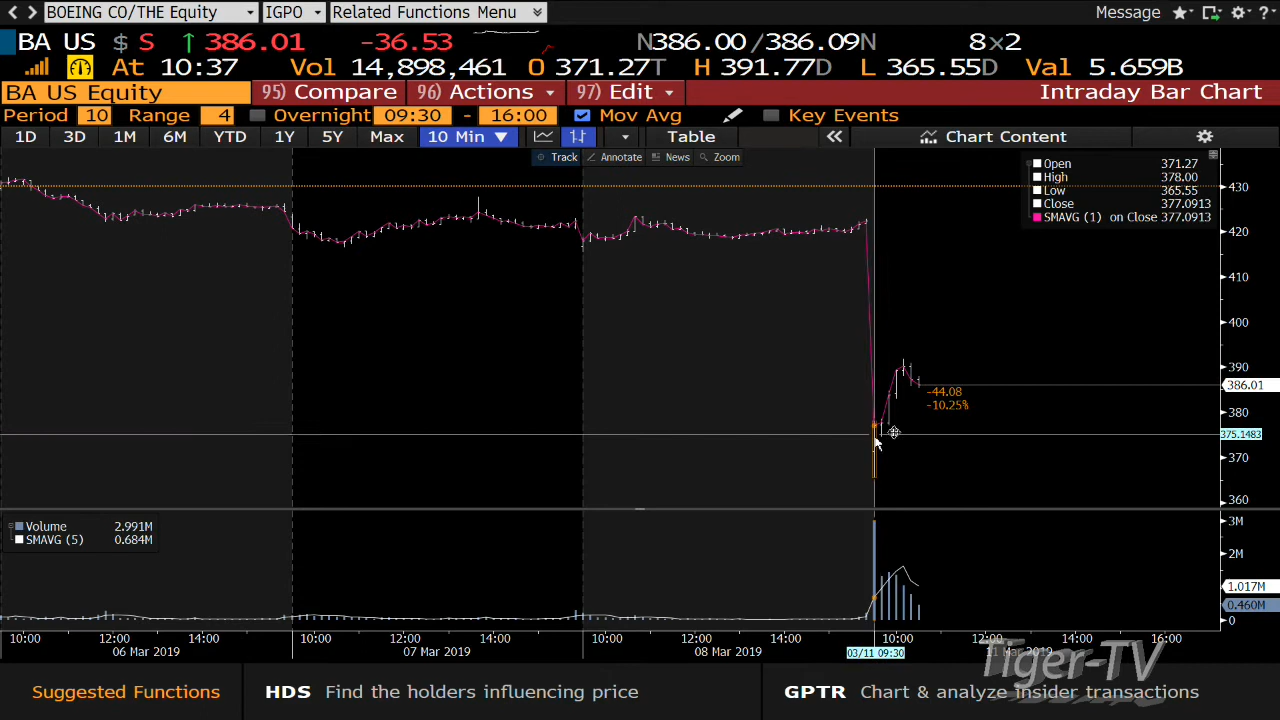 BOEING CO/THE Equity IGPO Related Functions Menu Message
BA US $ S ↑ 386.01 -36.53 N386.00/386.09N 8×2
At 10:37 Vol 14,898,461 O 371.27T H 391.77D L 365.55D Val 5.659B
BA US Equity 95) Compare 96) Actions 97) Edit Intraday Bar Chart
Period 10 Range 4 Overnight 09:30 - 16:00 Mov Avg Key Events
1D 3D 1M 6M YTD 1Y 5Y Max 10 Min ▼ Table « Chart Content
Track Annotate News Zoom
Open 371.27
High 378.00
Low 365.55
Close 377.0913
SMAVG (1) on Close 377.0913
430
420
410
400
390
386.01
-44.08
-10.25%
380
375.1483
370
360
Volume 2.991M
SMAVG (5) 0.684M
3M
2M
1.017M
0.460M
0
10:00 12:00 14:00 10:00 12:00 14:00 10:00 12:00 14:00 10:00 12:00 14:00 16:00
06 Mar 2019 07 Mar 2019 08 Mar 2019 03/11 09:30 11 Mar 2019
Tiger-TV
Suggested Functions HDS Find the holders influencing price GPTR Chart & analyze insider transactions